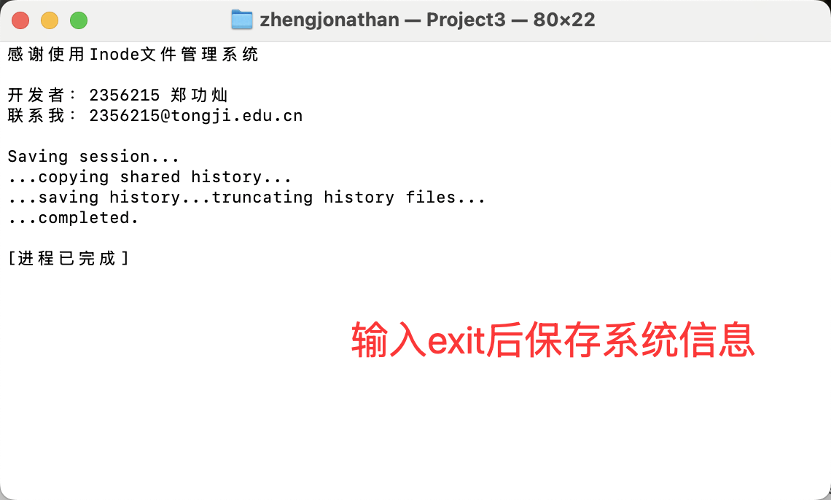 zhengjonathan — Project3 — 80×22
感谢使用Inode文件管理系统
开发者: 2356215 郑功灿
联系我: 2356215@tongji.edu.cn
Saving session...
...copying shared history...
...saving history...truncating history files...
...completed.
[进程已完成]
输入exit后保存系统信息